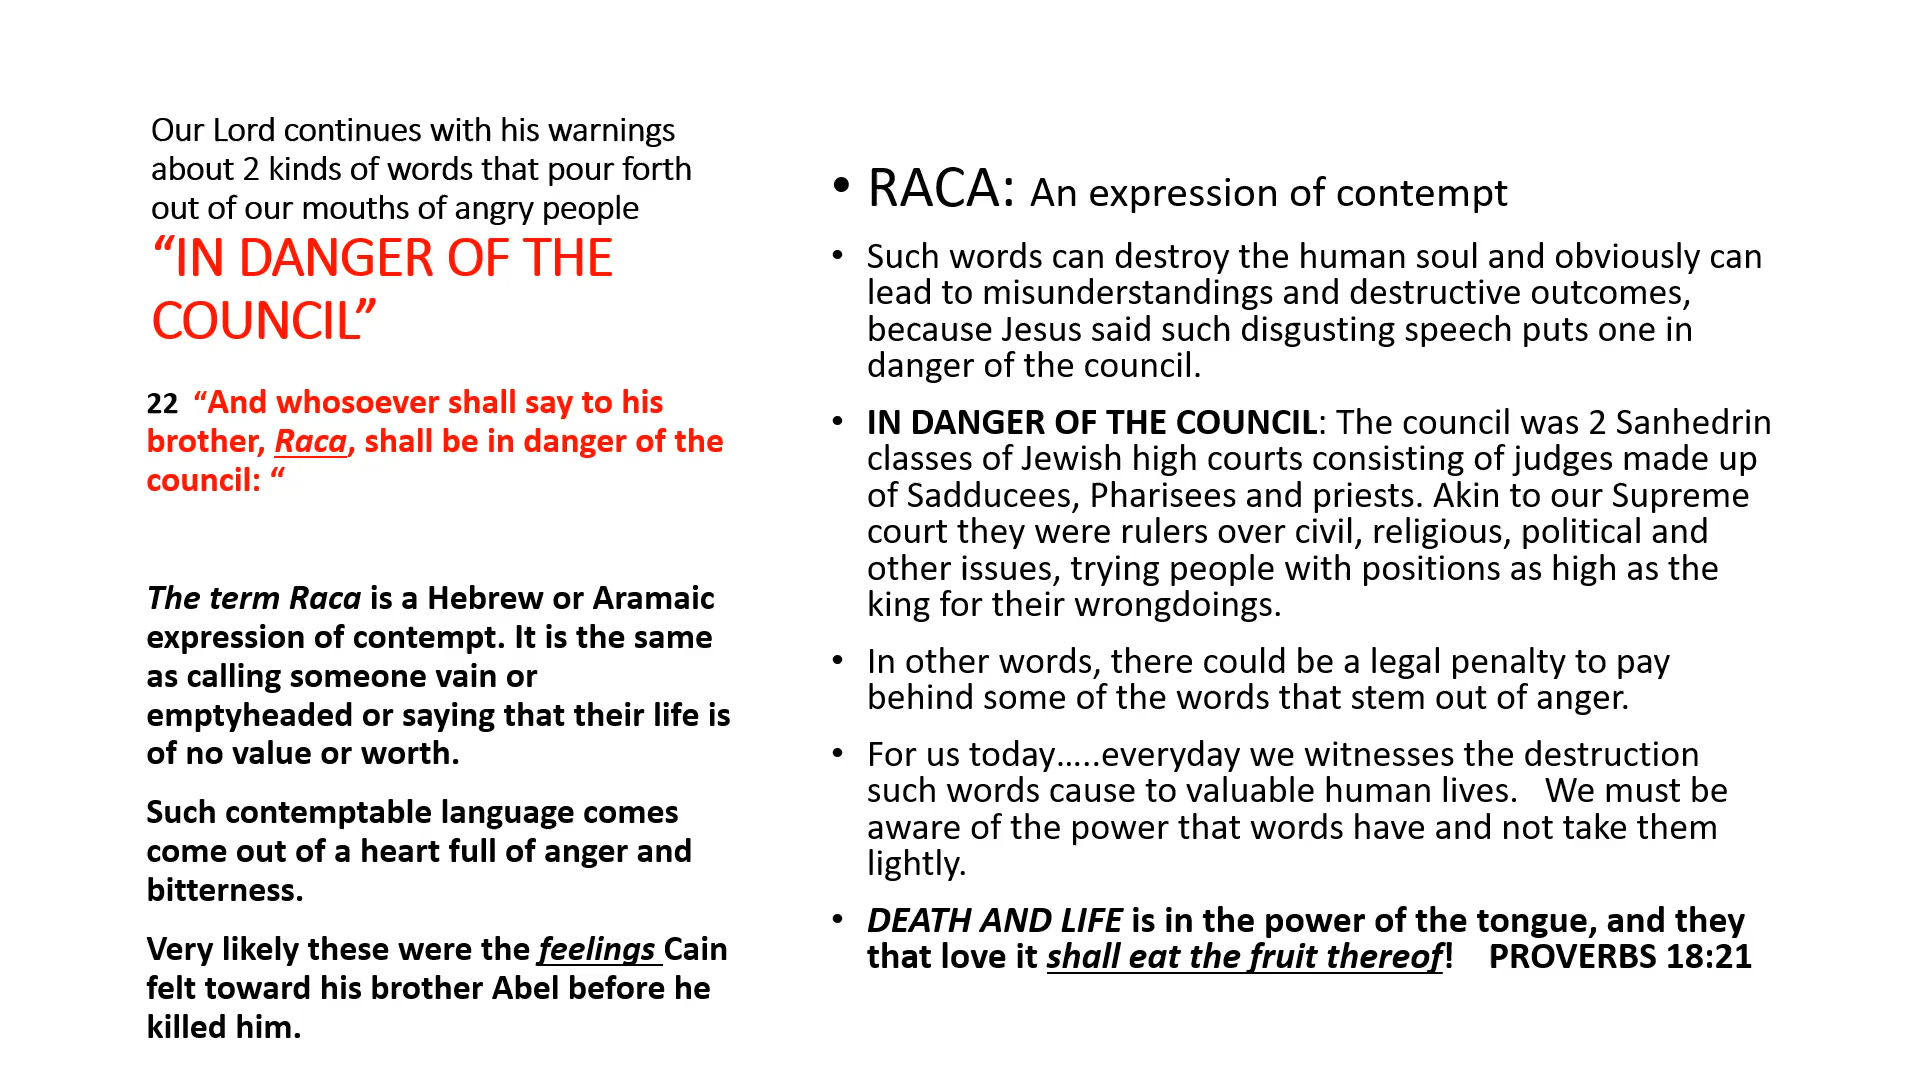 Our Lord continues with his warnings
about 2 kinds of words that pour forth
out of our mouths of angry people
“IN DANGER OF THE
COUNCIL”
22 “And whosoever shall say to his
brother, Raca, shall be in danger of the
council: “
The term Raca is a Hebrew or Aramaic
expression of contempt. It is the same
as calling someone vain or
emptyheaded or saying that their life is
of no value or worth.
Such contemptable language comes
come out of a heart full of anger and
bitterness.
Very likely these were the feelings Cain
felt toward his brother Abel before he
killed him.
• RACA: An expression of contempt
• Such words can destroy the human soul and obviously can
lead to misunderstandings and destructive outcomes,
because Jesus said such disgusting speech puts one in
danger of the council.
• IN DANGER OF THE COUNCIL: The council was 2 Sanhedrin
classes of Jewish high courts consisting of judges made up
of Sadducees, Pharisees and priests. Akin to our Supreme
court they were rulers over civil, religious, political and
other issues, trying people with positions as high as the
king for their wrongdoings.
• In other words, there could be a legal penalty to pay
behind some of the words that stem out of anger.
• For us today…..everyday we witnesses the destruction
such words cause to valuable human lives. We must be
aware of the power that words have and not take them
lightly.
• DEATH AND LIFE is in the power of the tongue, and they
that love it shall eat the fruit thereof! PROVERBS 18:21